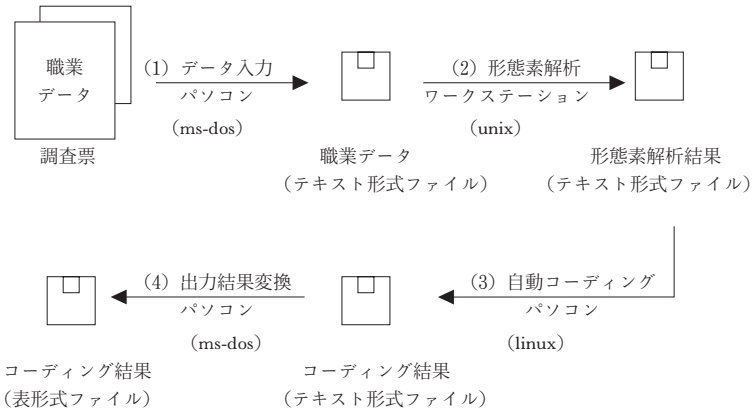 職業
データ
調査票
(1) データ入力
パソコン
(ms-dos)
職業データ
(テキスト形式ファイル)
(2) 形態素解析
ワークステーション
(unix)
形態素解析結果
(テキスト形式ファイル)
(3) 自動コーディング
パソコン
(linux)
コーディング結果
(テキスト形式ファイル)
(4) 出力結果変換
パソコン
(ms-dos)
コーディング結果
(表形式ファイル)